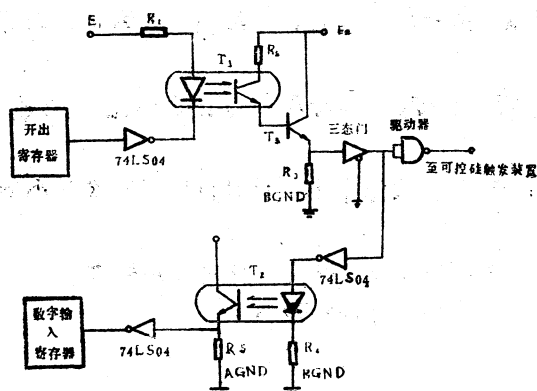 E₁
R₁
E₂
T₁
R₂
开出
寄存器
74LS04
T₃
三态门
驱动器
R₃
BGND
至可控硅触发装置
T₂
74LS04
数字输
入
寄存器
74LS04
R₅
AGND
R₄
BGND